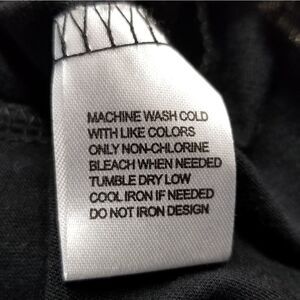 MACHINE WASH COLD
WITH LIKE COLORS
ONLY NON-CHLORINE
BLEACH WHEN NEEDED
TUMBLE DRY LOW
COOL IRON IF NEEDED
DO NOT IRON DESIGN